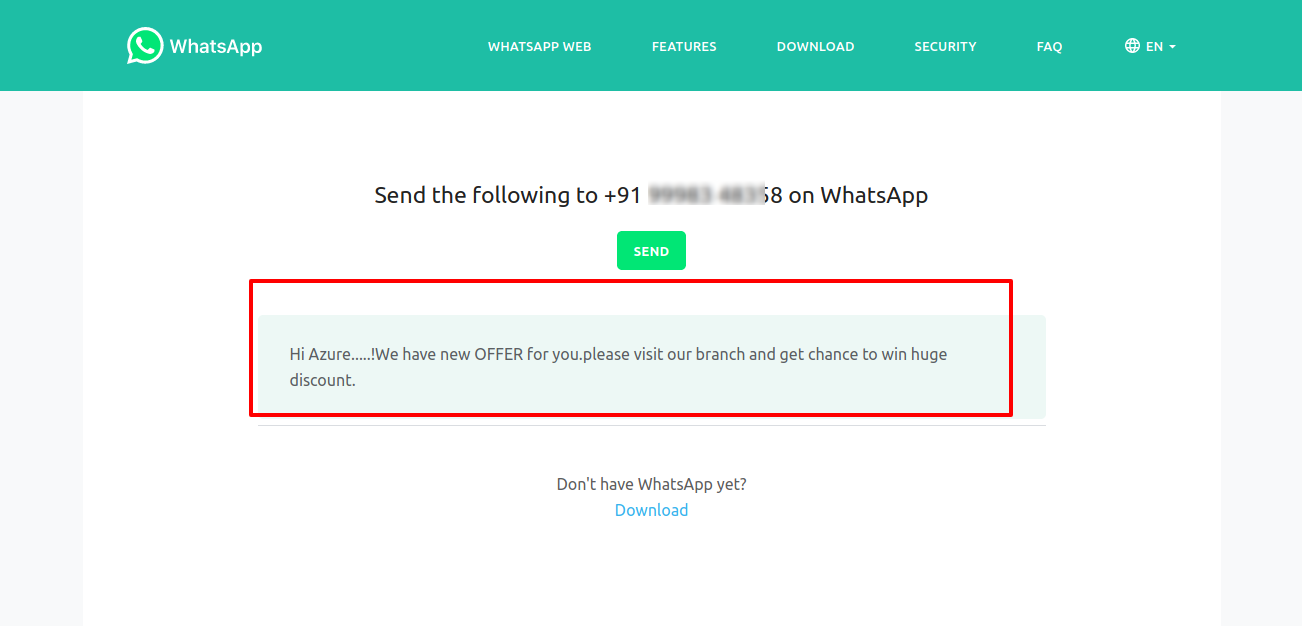 WhatsApp
WHATSAPP WEB
FEATURES
DOWNLOAD
SECURITY
FAQ
EN
Send the following to +91 58 on WhatsApp
SEND
Hi Azure.....!We have new OFFER for you.please visit our branch and get chance to win huge
discount.
Don't have WhatsApp yet?
Download